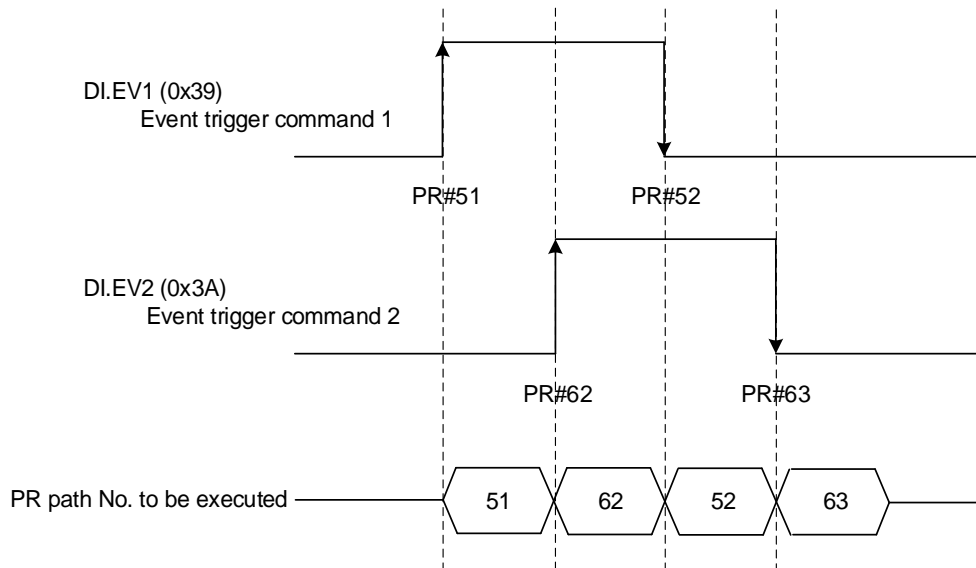 DI.EV1 (0x39)
Event trigger command 1
PR#51
PR#52
DI.EV2 (0x3A)
Event trigger command 2
PR#62
PR#63
PR path No. to be executed
51
62
52
63